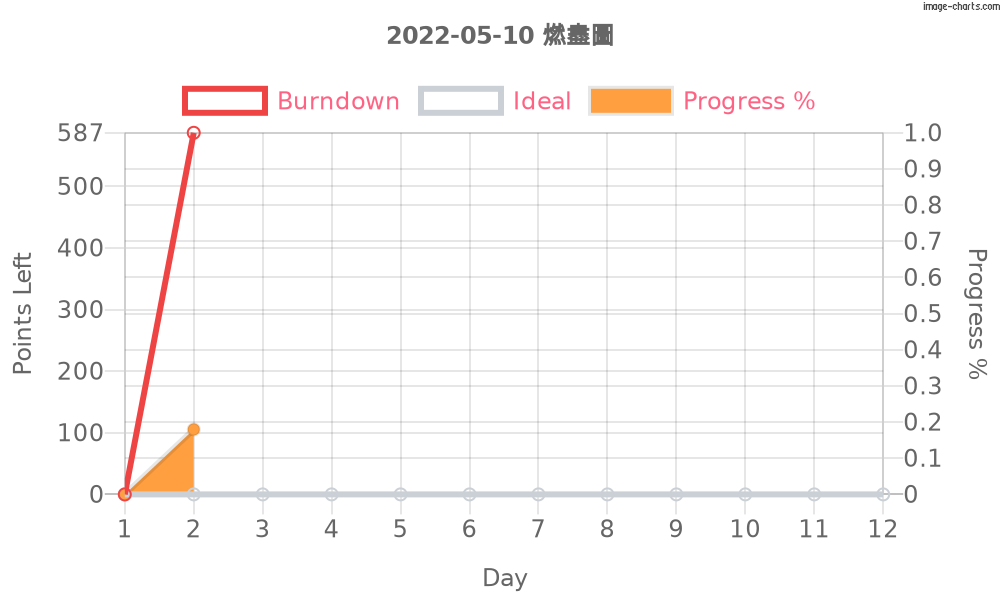 image-charts.com
2022-05-10 燃盡圖
Burndown
Ideal
Progress %
587
500
400
300
200
100
0
Points Left
1.0
0.9
0.8
0.7
0.6
0.5
0.4
0.3
0.2
0.1
0
Progress %
1 2 3 4 5 6 7 8 9 10 11 12
Day